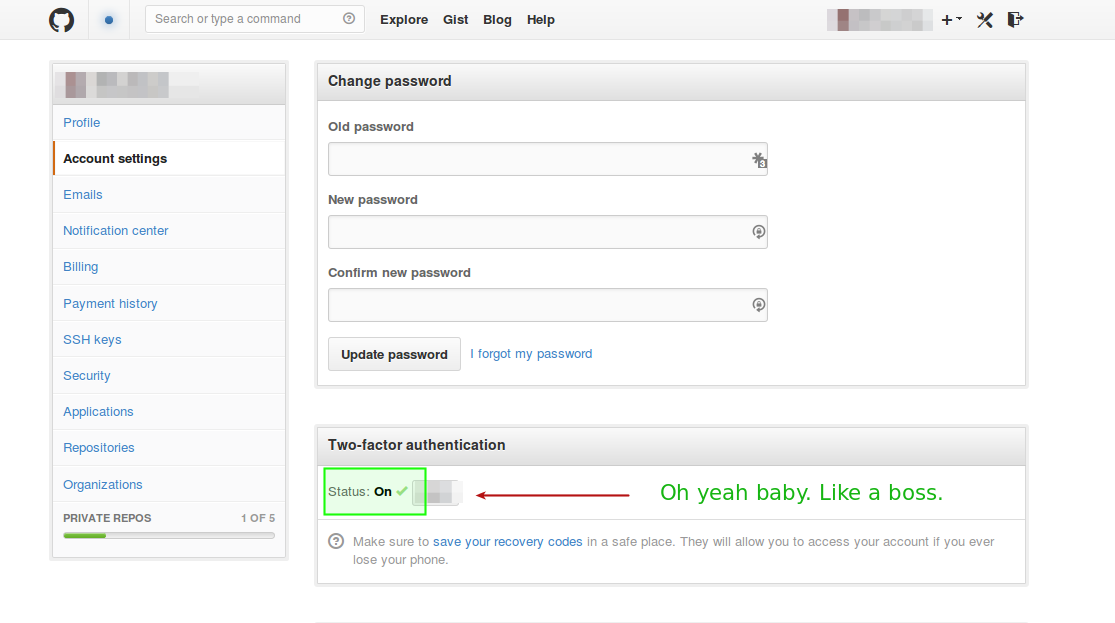 Search or type a command
Explore Gist Blog Help
Profile
Account settings
Emails
Notification center
Billing
Payment history
SSH keys
Security
Applications
Repositories
Organizations
PRIVATE REPOS 1 OF 5
Change password
Old password
3
New password
Confirm new password
Update password I forgot my password
Two-factor authentication
Status: On Oh yeah baby. Like a boss.
Make sure to save your recovery codes in a safe place. They will allow you to access your account if you ever
lose your phone.